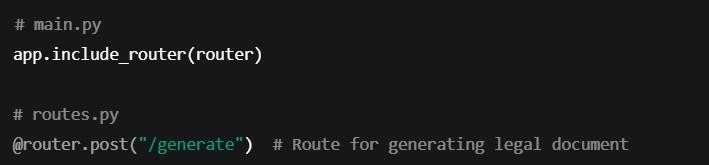 # main.py
app.include_router(router)
# routes.py
@router.post("/generate")  # Route for generating legal document